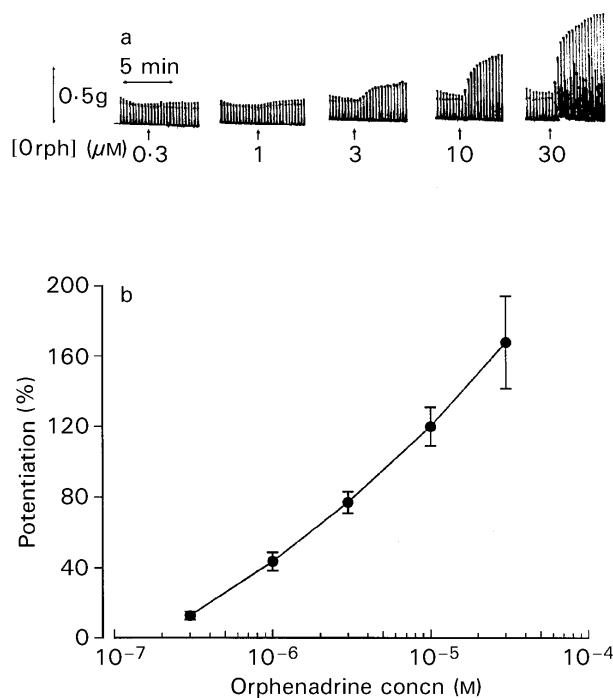 a
5 min
0·5g
[Orph] (μM) 0·3 1 3 10 30
b
200
160
120
80
40
0
Potentiation (%)
10⁻⁷ 10⁻⁶ 10⁻⁵ 10⁻⁴
Orphenadrine concn (M)